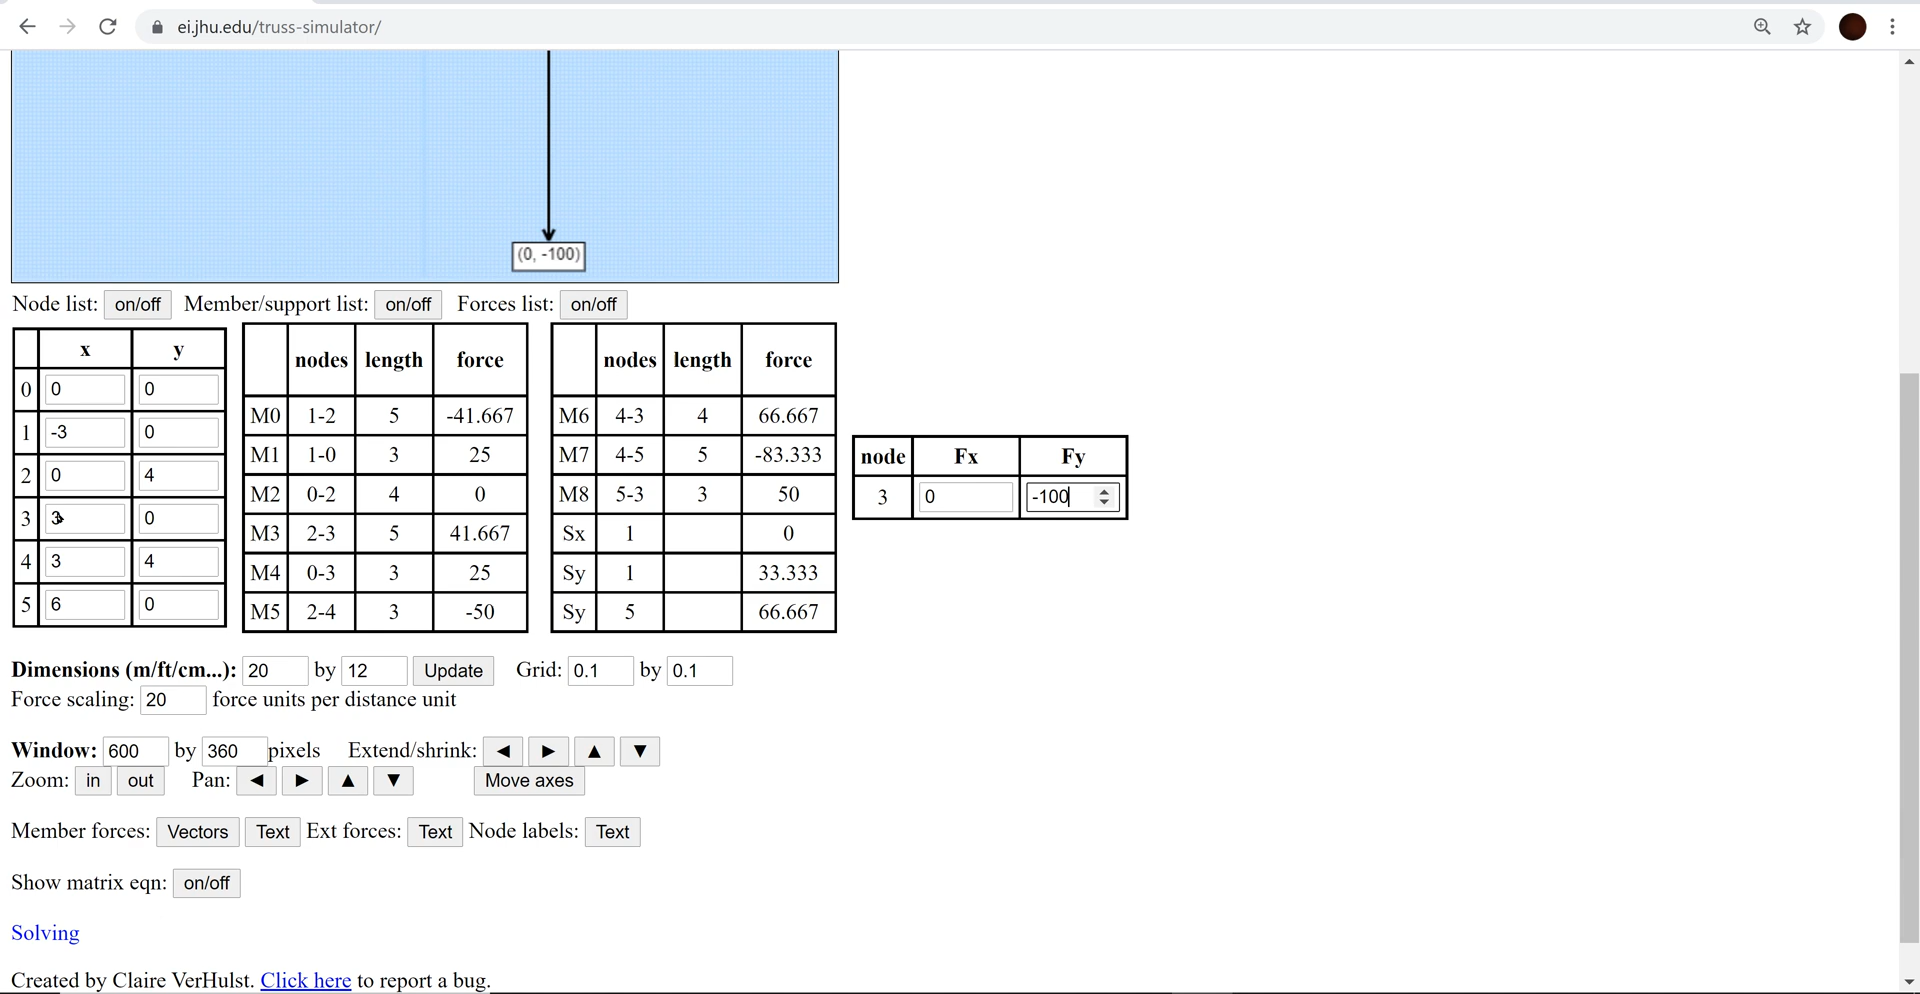 ei.jhu.edu/truss-simulator/
(0, -100)
Node list: on/off Member/support list: on/off Forces list: on/off
x y
0 0 0
1 -3 0
2 0 4
3 3 0
4 3 4
5 6 0
nodes length force
M0 1-2 5 -41.667
M1 1-0 3 25
M2 0-2 4 0
M3 2-3 5 41.667
M4 0-3 3 25
M5 2-4 3 -50
nodes length force
M6 4-3 4 66.667
M7 4-5 5 -83.333
M8 5-3 3 50
Sx 1 0
Sy 1 33.333
Sy 5 66.667
node Fx Fy
3 0 -100
Dimensions (m/ft/cm...): 20 by 12 Update Grid: 0.1 by 0.1
Force scaling: 20 force units per distance unit
Window: 600 by 360 pixels Extend/shrink: ◄ ► ▲ ▼
Zoom: in out Pan: ◄ ► ▲ ▼ Move axes
Member forces: Vectors Text Ext forces: Text Node labels: Text
Show matrix eqn: on/off
Solving
Created by Claire VerHulst. Click here to report a bug.